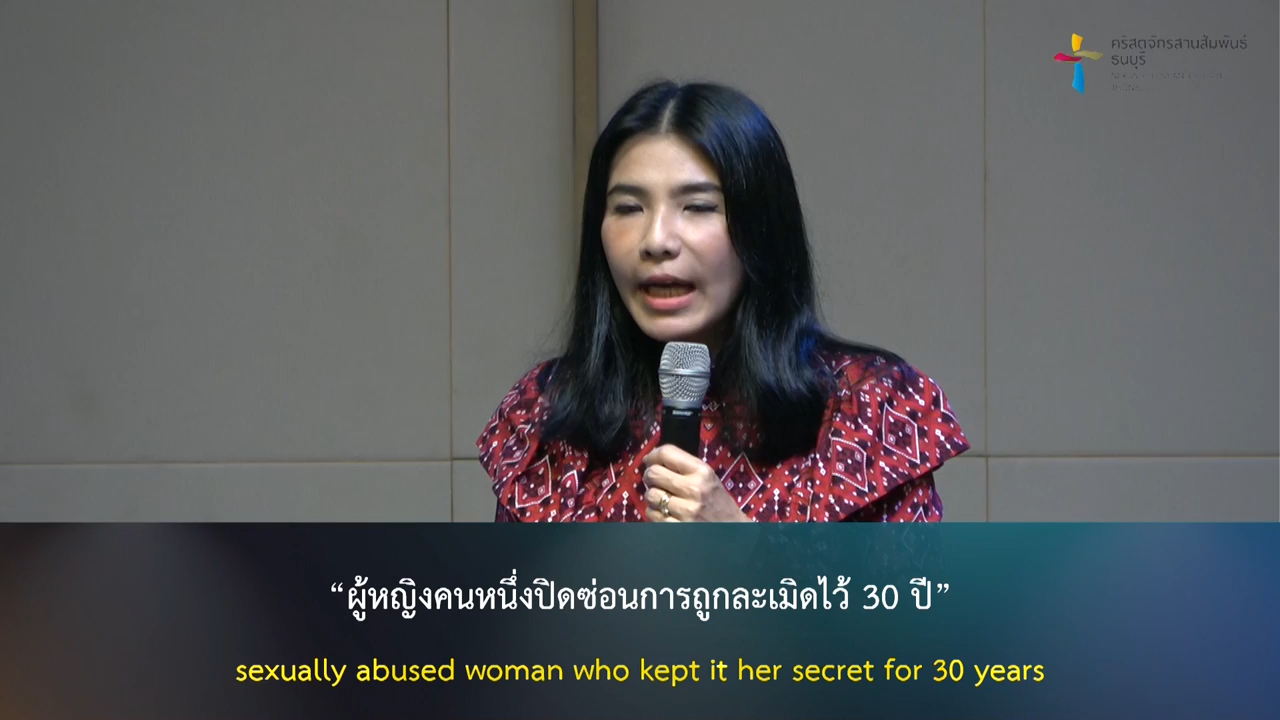 คริสตจักรสานสัมพันธ์
ธนบุรี
“ผู้หญิงคนหนึ่งปิดซ่อนการถูกละเมิดไว้ 30 ปี”
sexually abused woman who kept it her secret for 30 years